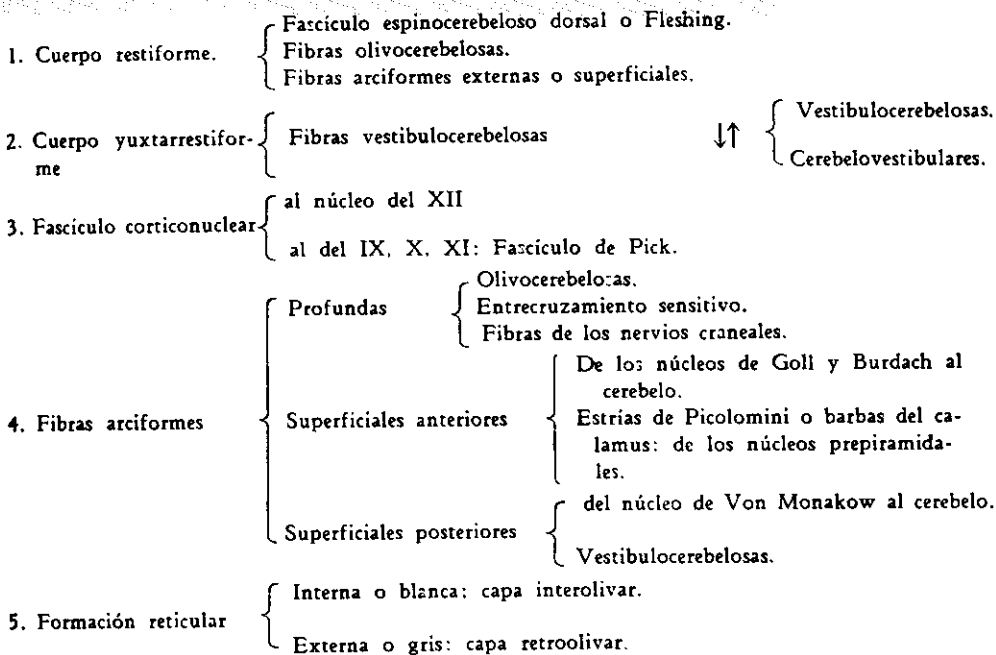 Fascículo espinocerebeloso dorsal o Fleshing.
1. Cuerpo restiforme.
Fibras olivocerebelosas.
Fibras arciformes externas o superficiales.
Vestibulocerebelosas.
2. Cuerpo yuxtarrestifor-
me
Fibras vestibulocerebelosas
↓↑
Cerebelovestibulares.
3. Fascículo corticonuclear
al núcleo del XII
al del IX, X, XI: Fascículo de Pick.
4. Fibras arciformes
Profundas
Olivocerebelosas.
Entrecruzamiento sensitivo.
Fibras de los nervios craneales.
Superficiales anteriores
De los núcleos de Goll y Burdach al
cerebelo.
Estrías de Picolomini o barbas del ca-
lamus: de los núcleos prepiramida-
les.
Superficiales posteriores
del núcleo de Von Monakow al cerebelo.
Vestibulocerebelosas.
5. Formación reticular
Interna o blanca: capa interolivar.
Externa o gris: capa retroolivar.